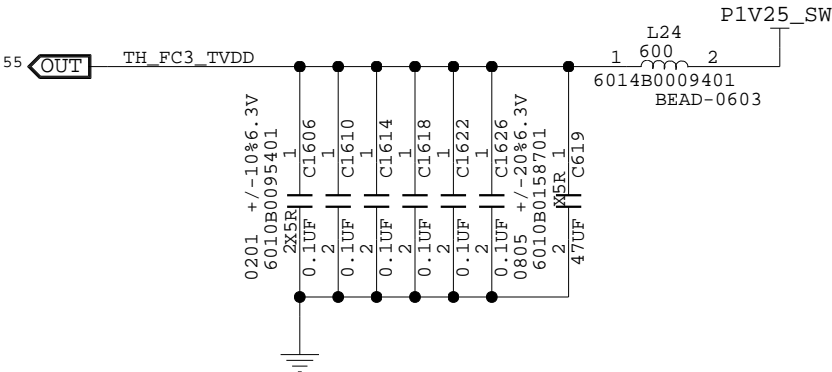 P1V25_SW
L24
600
1 2
6014B0009401
BEAD-0603
55 OUT TH_FC3_TVDD
0201 +/-10%6.3V
6010B0095401
X5R
1 C1606
2 0.1UF
1 C1610
2 0.1UF
1 C1614
2 0.1UF
1 C1618
2 0.1UF
1 C1622
2 0.1UF
1 C1626
2 0.1UF
0805 +/-20%6.3V
6010B0158701
X5R
1 C619
2 47UF